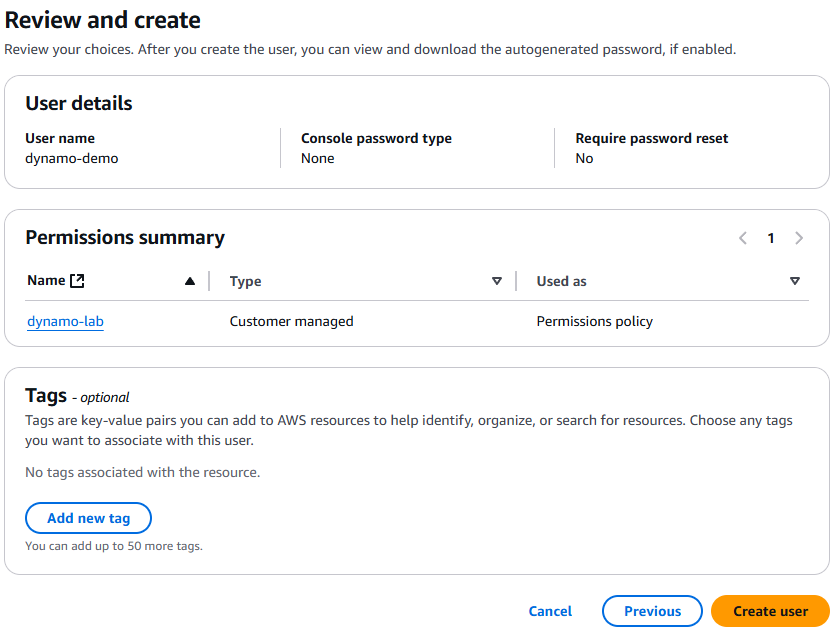 Review and create
Review your choices. After you create the user, you can view and download the autogenerated password, if enabled.
User details
User name
dynamo-demo
Console password type
None
Require password reset
No
Permissions summary
1
Name
Type
Used as
dynamo-lab
Customer managed
Permissions policy
Tags - optional
Tags are key-value pairs you can add to AWS resources to help identify, organize, or search for resources. Choose any tags
you want to associate with this user.
No tags associated with the resource.
Add new tag
You can add up to 50 more tags.
Cancel
Previous
Create user